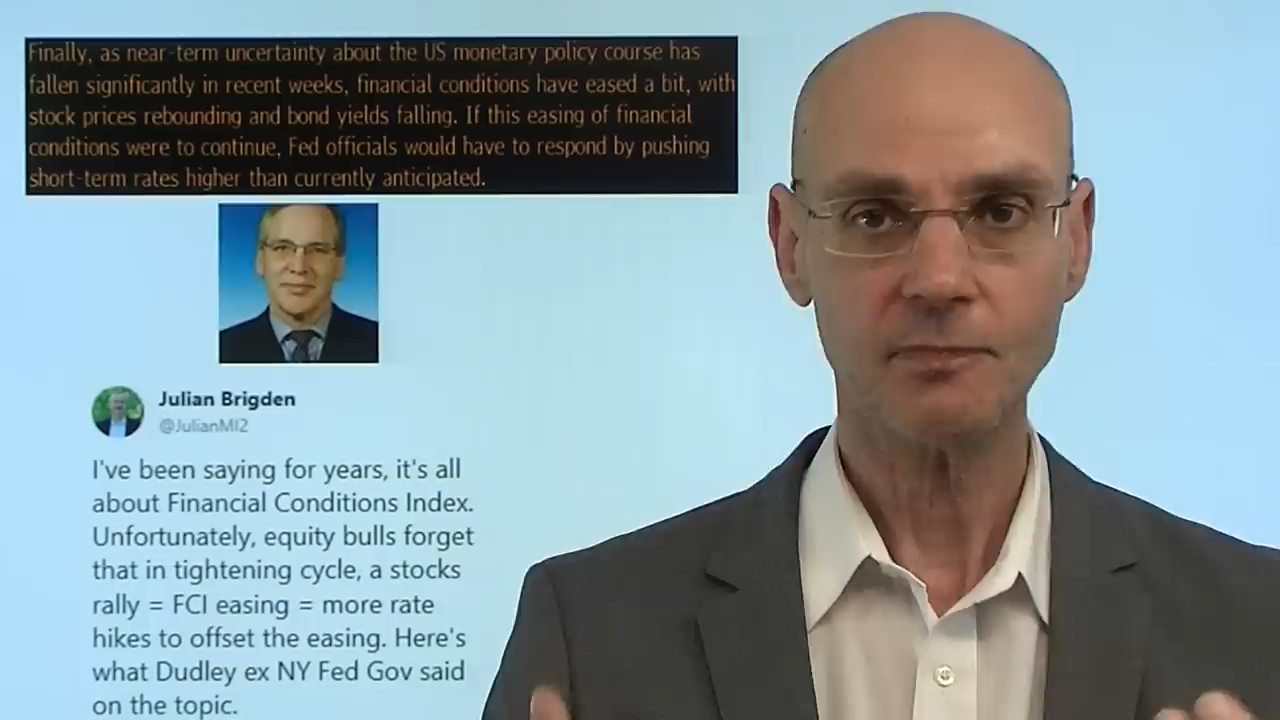 Finally, as near-term uncertainty about the US monetary policy course has
fallen significantly in recent weeks, financial conditions have eased a bit, with
stock prices rebounding and bond yields falling. If this easing of financial
conditions were to continue, Fed officials would have to respond by pushing
short-term rates higher than currently anticipated.
Julian Brigden
@JulianMI2
I've been saying for years, it's all
about Financial Conditions Index.
Unfortunately, equity bulls forget
that in tightening cycle, a stocks
rally = FCI easing = more rate
hikes to offset the easing. Here's
what Dudley ex NY Fed Gov said
on the topic.